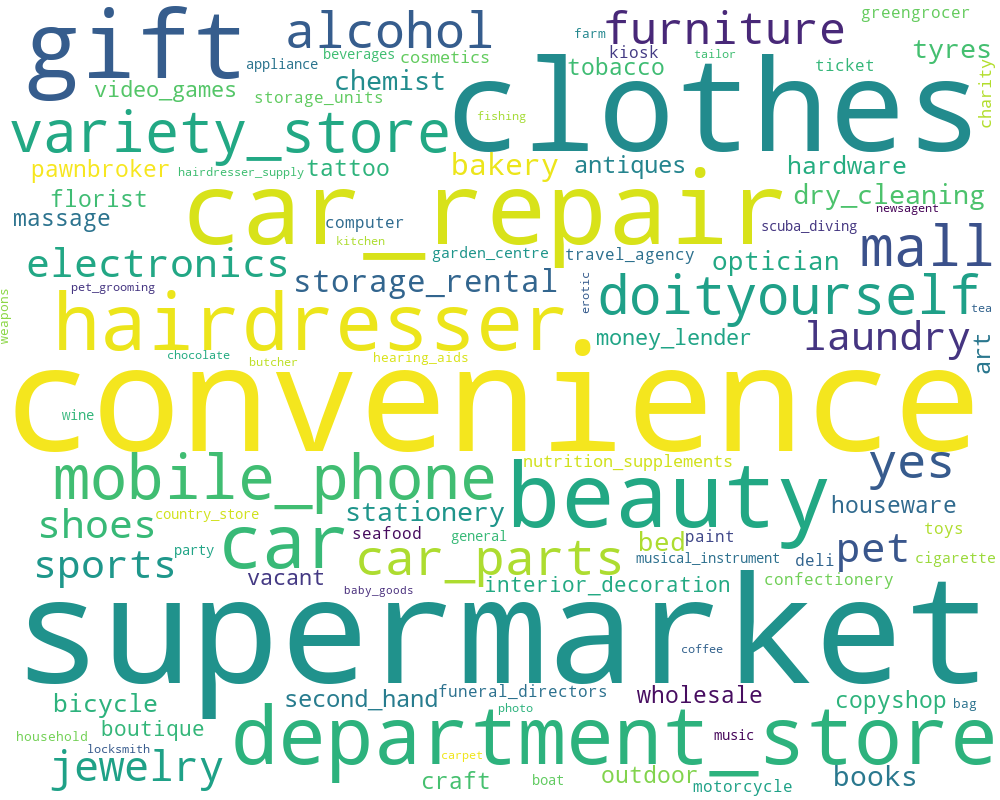 gift
alcohol
furniture
greengrocer
farm
kiosk
tailor
tyres
appliance
beverages
cosmetics
clothes
tobacco
ticket
chemist
charity
video_games
storage_units
variety_store
fishing
pawnbroker
hairdresser_supply
tattoo
bakery
antiques
hardware
florist
car_repair
dry_cleaning
massage
computer
newsagent
scuba_diving
mall
kitchen
electronics
garden_centre
travel_agency
optician
pet_grooming
storage_rental
erotic
doityourself
tea
weapons
hairdresser
money_lender
laundry
art
chocolate
butcher
hearing_aids
convenience
wine
mobile_phone
nutrition_supplements
yes
beauty
shoes
country_store
stationery
houseware
car
seafood
general
bed
paint
toys
sports
party
car_parts
musical_instrument
deli
pet
cigarette
vacant
baby_goods
interior_decoration
confectionery
supermarket
coffee
bicycle
second_hand
funeral_directors
wholesale
copyshop
bag
photo
household
boutique
department_store
music
locksmith
jewelry
carpet
craft
boat
outdoor
motorcycle
books